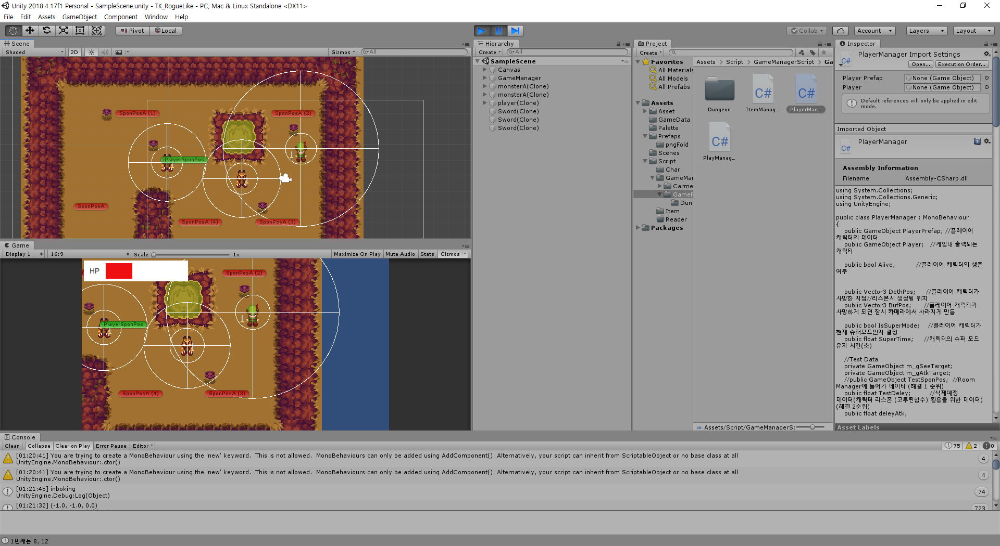 Unity 2018.4.17f1 Personal - SampleScene.unity - TK_RogueLike - PC, Mac & Linux Standalone <DX11>
File Edit Assets GameObject Component Window Help
Pivot Local Collab Account Layers Layout
Scene
Shaded 2D Gizmos All
SponPosA (1)
SponPosA (2)
PlayerSponPos
SponPosA
SponPosA (4)
SponPosA (3)
Game
Display 1 16:9 Scale 1x Maximize On Play Mute Audio Stats Gizmos
HP
SponPosA (2)
PlayerSponPos
SponPosA (4)
SponPosA (3)
Hierarchy
Create All
SampleScene
Canvas
GameManager
monsterA(Clone)
monsterA(Clone)
player(Clone)
Sword(Clone)
Sword(Clone)
Sword(Clone)
Project
Create
Favorites
All Materials
All Models
All Prefabs
Assets
Asset
GameData
Palette
Prefaps
pngFold
Scenes
Script
Char
GameMar
Carme
GameF
Dun
Item
Reader
Packages
Assets Script GameManagerScript Ga
C#
C#
Dungeon
ItemManag...
PlayerMan...
C#
PlayManag...
Assets/Script/GameManagerSc
Inspector
PlayerManager Import Settings
C#
Open... Execution Order...
Player Prefap None (Game Object)
Player None (Game Object)
Default references will only be applied in edit
mode.
Imported Object
PlayerManager
C#
Assembly Information
Filename Assembly-CSharp.dll
using System.Collections;
using System.Collections.Generic;
using UnityEngine;
public class PlayerManager : MonoBehaviour
{
public GameObject PlayerPrefap; //플레이어
캐릭터의 데이터
public GameObject Player; //게임내 출력되는
캐릭터
public bool Alive; //플레이어 캐릭터의 생존
여부
public Vector3 DethPos; //플레이어 캐릭터가
사망한 지점//리스폰시 생성될 위치
public Vector3 BufPos; //플레이어 캐릭터가
사망하게 되면 잠시 카메라에서 사라지게 만듬
public bool IsSuperMode; //플레이어 캐릭터가
현재 슈퍼모드인지 결정
public float SuperTime; //캐릭터의 슈퍼 모드
유지 시간(초)
//Test Data
private GameObject m_gSeeTarget;
private GameObject m_gAtkTarget;
//public GameObject TestSponPos; //Room
Manager에 들어가 데이터 (해결 1 순위)
public float TestDeley; //삭제예정
데이터(캐릭터 리스폰 (코루틴함수) 활용을 위한 데이터)
(해결 2순위)
public float deleyAtk;
Asset Labels
Console
Clear Collapse Clear on Play Error Pause Editor 75 2 0
[01:20:41] You are trying to create a MonoBehaviour using the 'new' keyword. This is not allowed. MonoBehaviours can only be added using AddComponent(). Alternatively, your script can inherit from ScriptableObject or no base class at all
UnityEngine.MonoBehaviour:.ctor()
4
[01:20:41] You are trying to create a MonoBehaviour using the 'new' keyword. This is not allowed. MonoBehaviours can only be added using AddComponent(). Alternatively, your script can inherit from ScriptableObject or no base class at all
UnityEngine.MonoBehaviour:.ctor()
4
[01:21:45] inboking
UnityEngine.Debug:Log(Object)
74
[01:21:32] (-1.0, -1.0, 0.0)
723
1번째는 8, 12